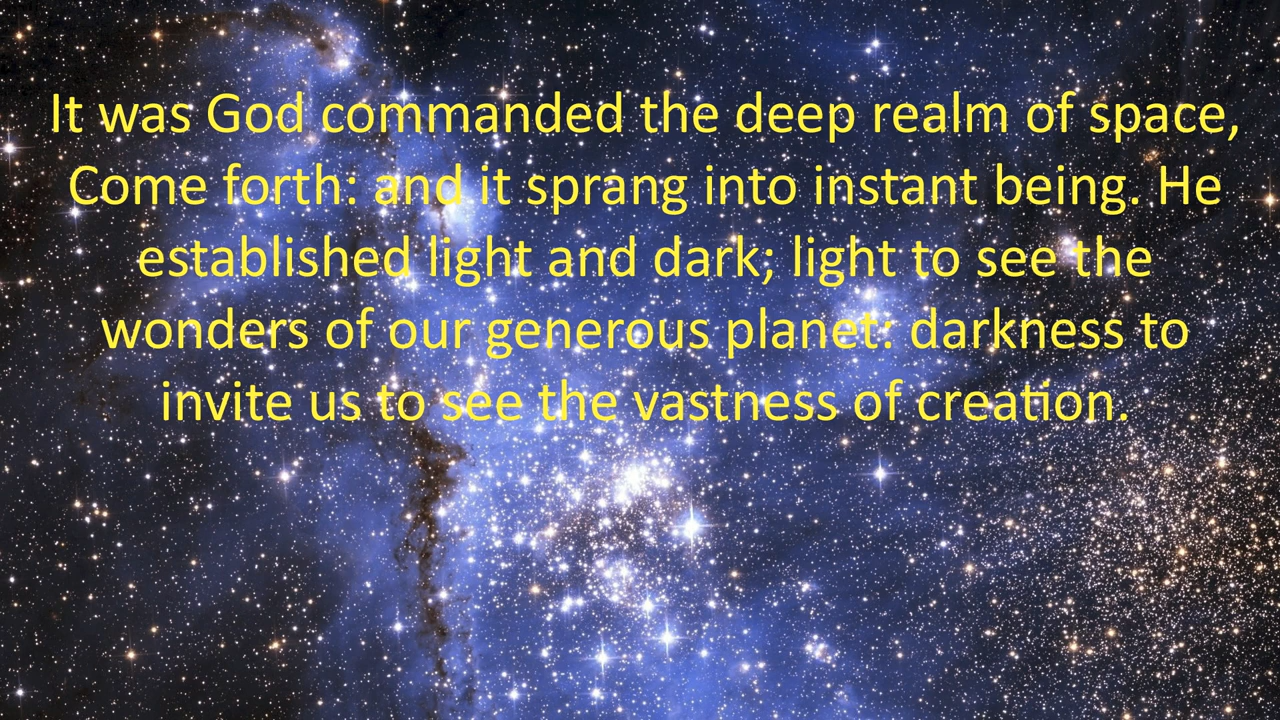 It was God commanded the deep realm of space,
Come forth: and it sprang into instant being. He
established light and dark; light to see the
wonders of our generous planet: darkness to
invite us to see the vastness of creation.